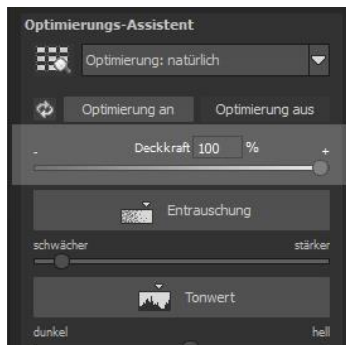 Optimierungs-Assistent
Optimierung: natürlich
Optimierung an Optimierung aus
- Deckkraft 100 % +
Entrauschung
schwächer stärker
Tonwert
dunkel hell